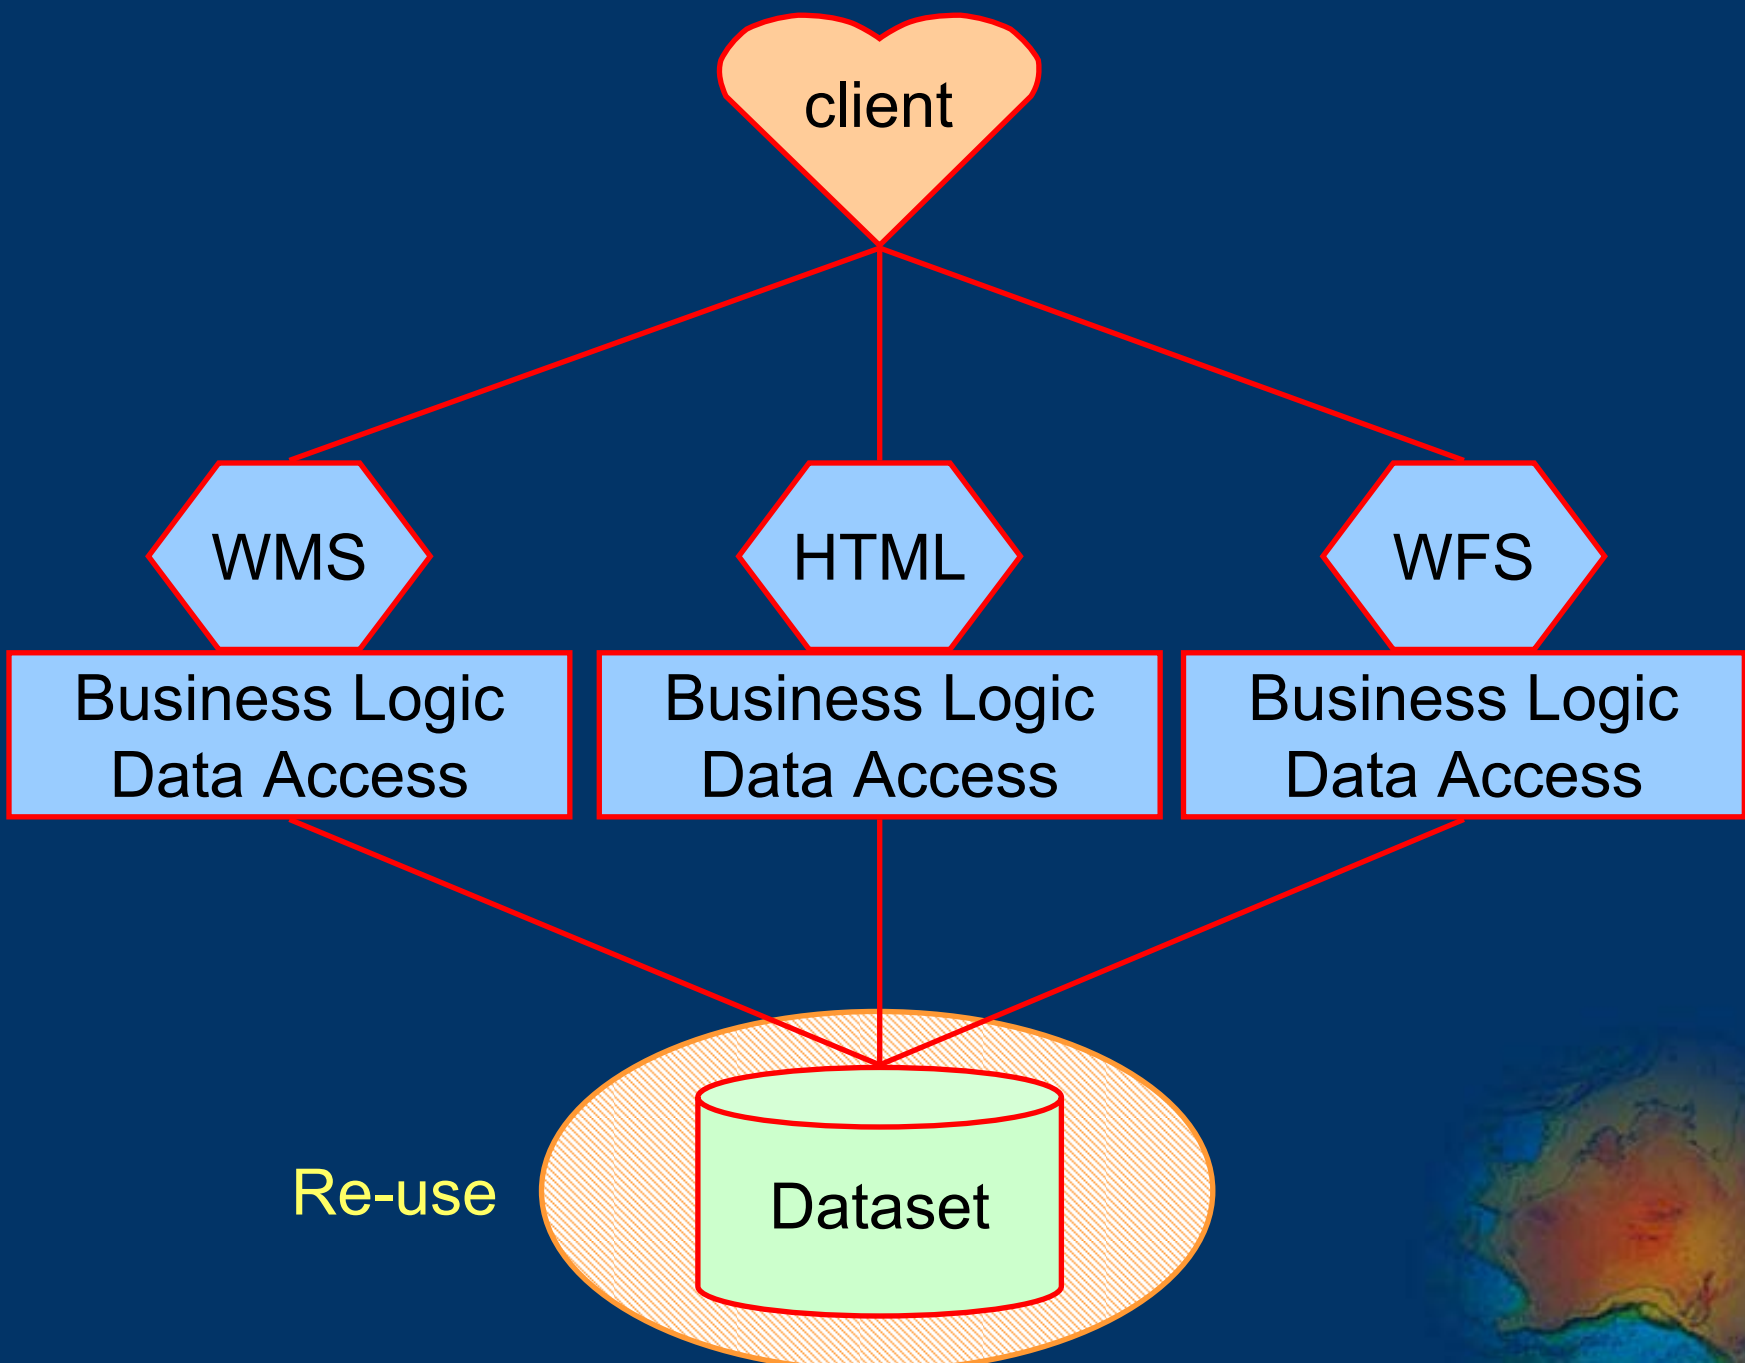 client
WMS
HTML
WFS
Business Logic
Data Access
Business Logic
Data Access
Business Logic
Data Access
Re-use
Dataset